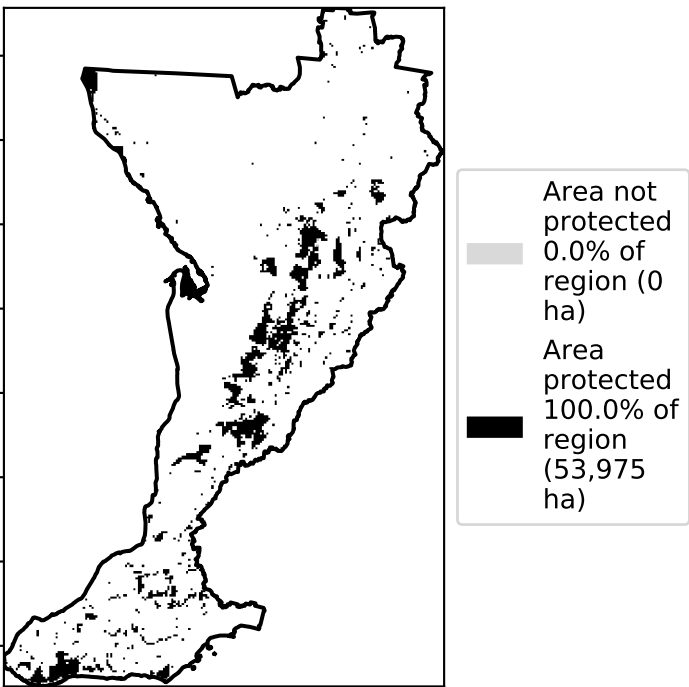 Area not
protected
0.0% of
region (0
ha)
Area
protected
100.0% of
region
(53,975
ha)